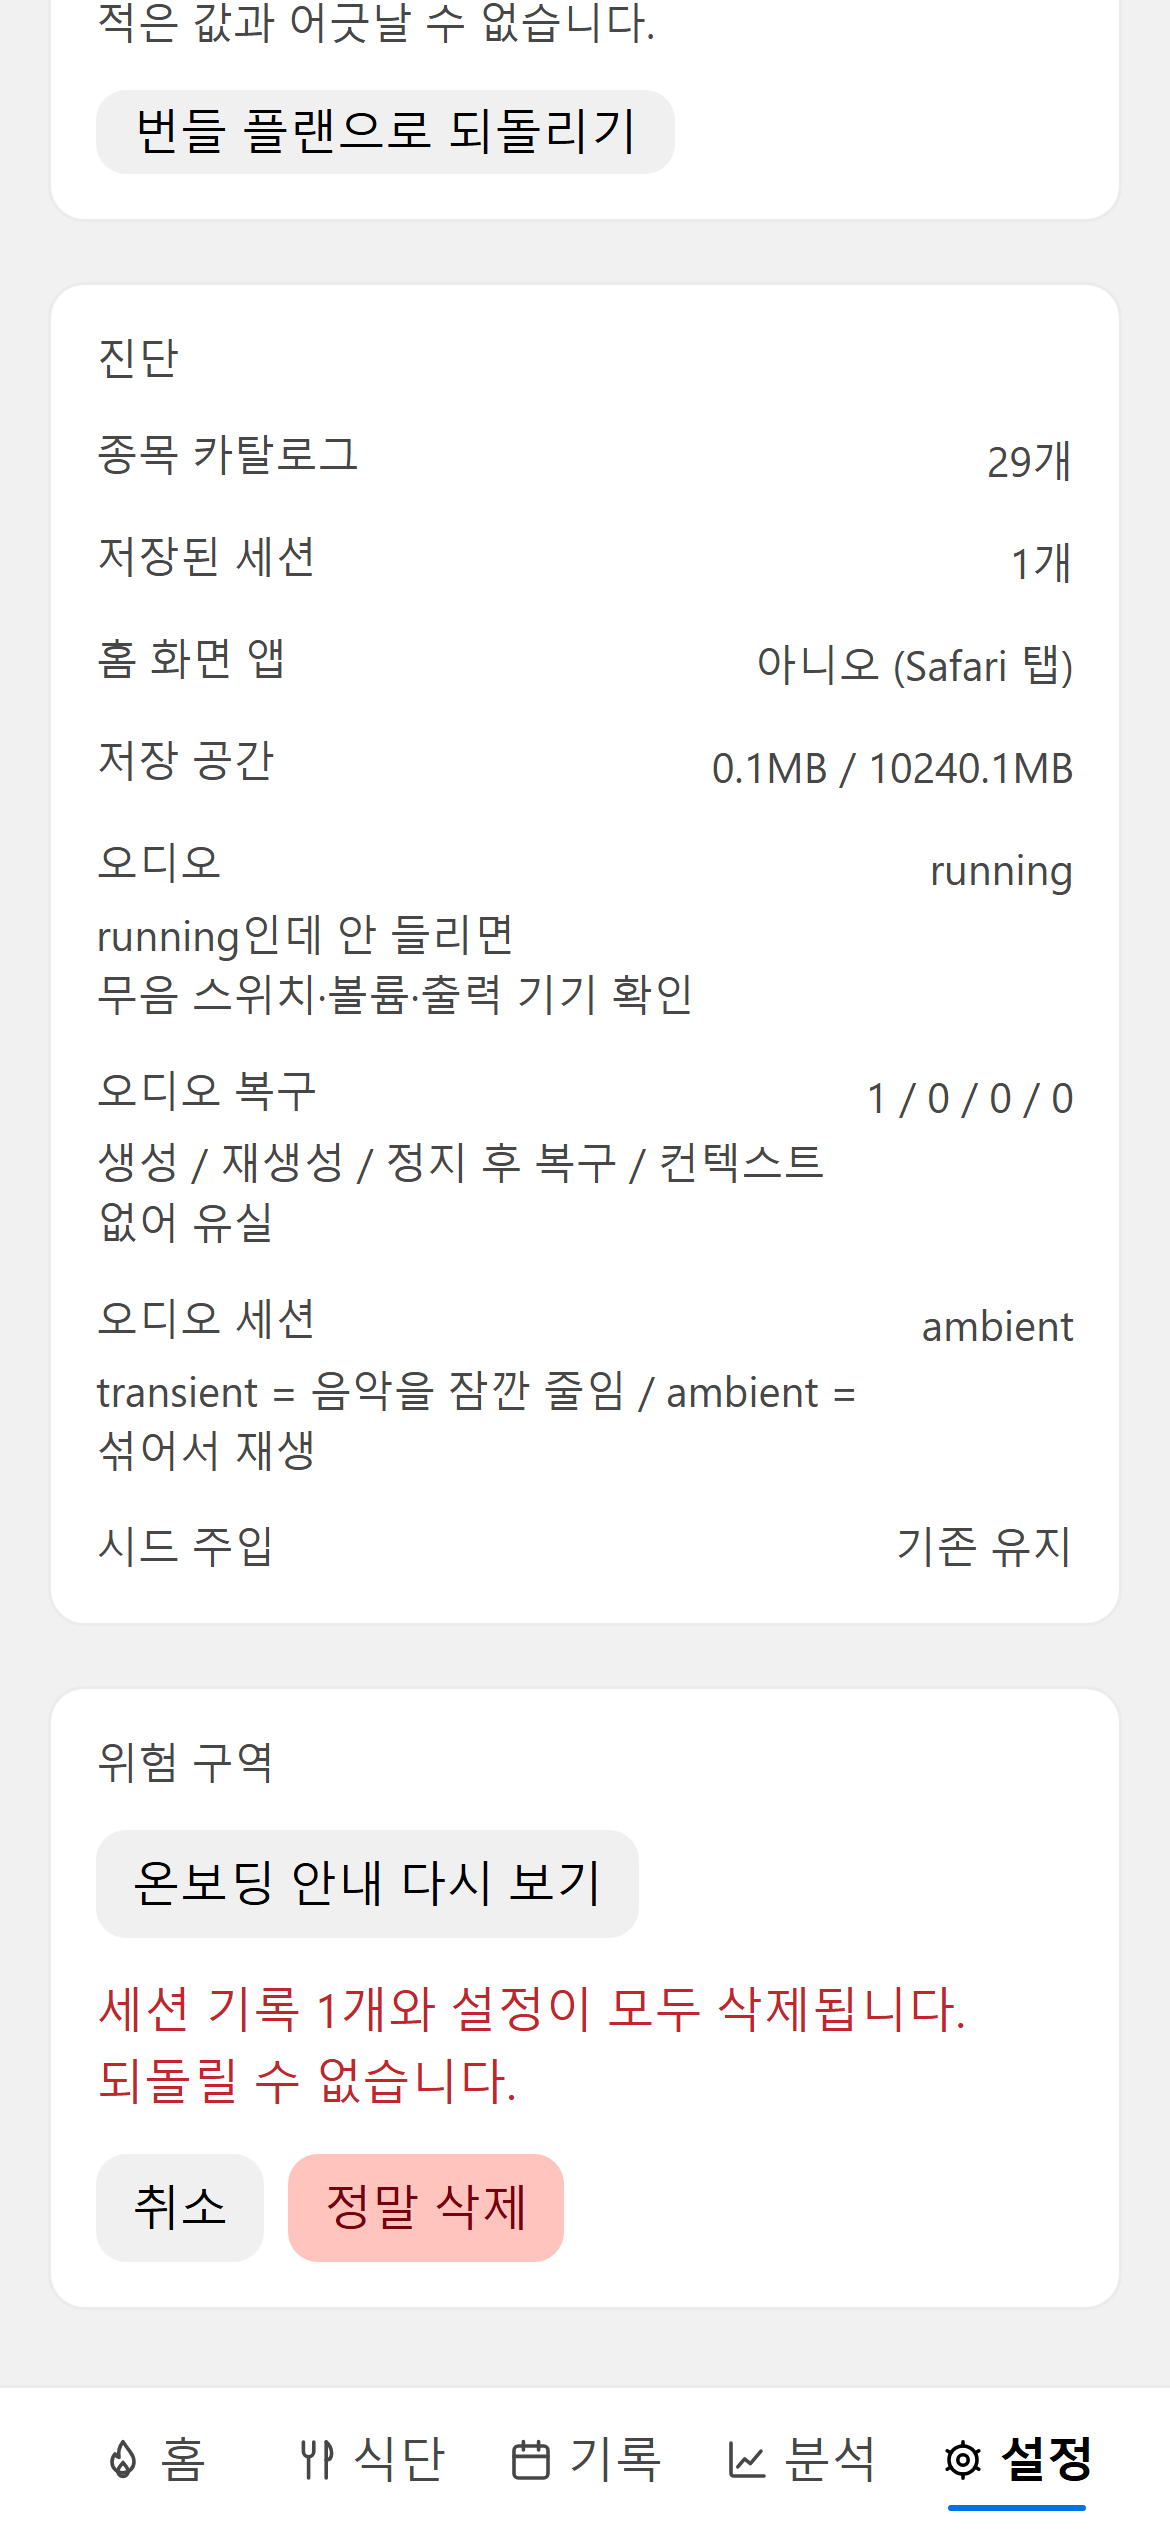 적은 값과 어긋날 수 없습니다.
번들 플랜으로 되돌리기
진단
종목 카탈로그 29개
저장된 세션 1개
홈 화면 앱 아니오 (Safari 탭)
저장 공간 0.1MB / 10240.1MB
오디오 running
running인데 안 들리면
무음 스위치·볼륨·출력 기기 확인
오디오 복구 1 / 0 / 0 / 0
생성 / 재생성 / 정지 후 복구 / 컨텍스트
없어 유실
오디오 세션 ambient
transient = 음악을 잠깐 줄임 / ambient =
섞어서 재생
시드 주입 기존 유지
위험 구역
온보딩 안내 다시 보기
세션 기록 1개와 설정이 모두 삭제됩니다.
되돌릴 수 없습니다.
취소 정말 삭제
홈 식단 기록 분석 설정